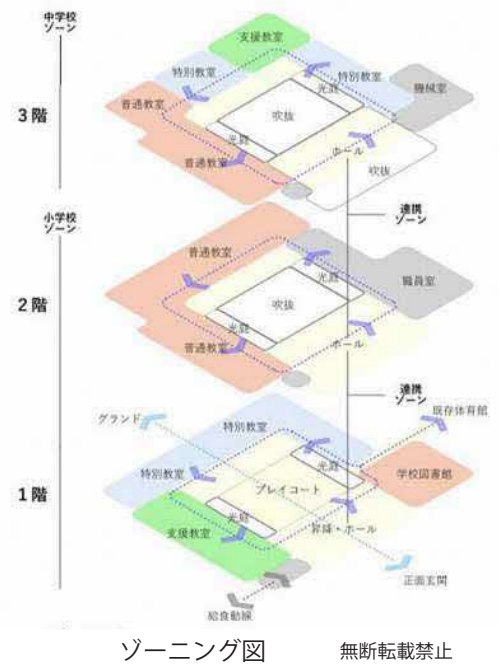 中学校
ゾーン
3階
支援教室
特別教室
特別教室
機械室
普通教室
光庭
吹抜
光庭
普通教室
ホール
吹抜
連携
ゾーン
小学校
ゾーン
2階
普通教室
光庭
職員室
吹抜
光庭
普通教室
ホール
連携
ゾーン
グランド
既存体育館
特別教室
1階
特別教室
光庭
学校図書館
プレイコート
光庭
支援教室
昇降・ホール
正面玄関
給食動線
ゾーニング図
無断転載禁止